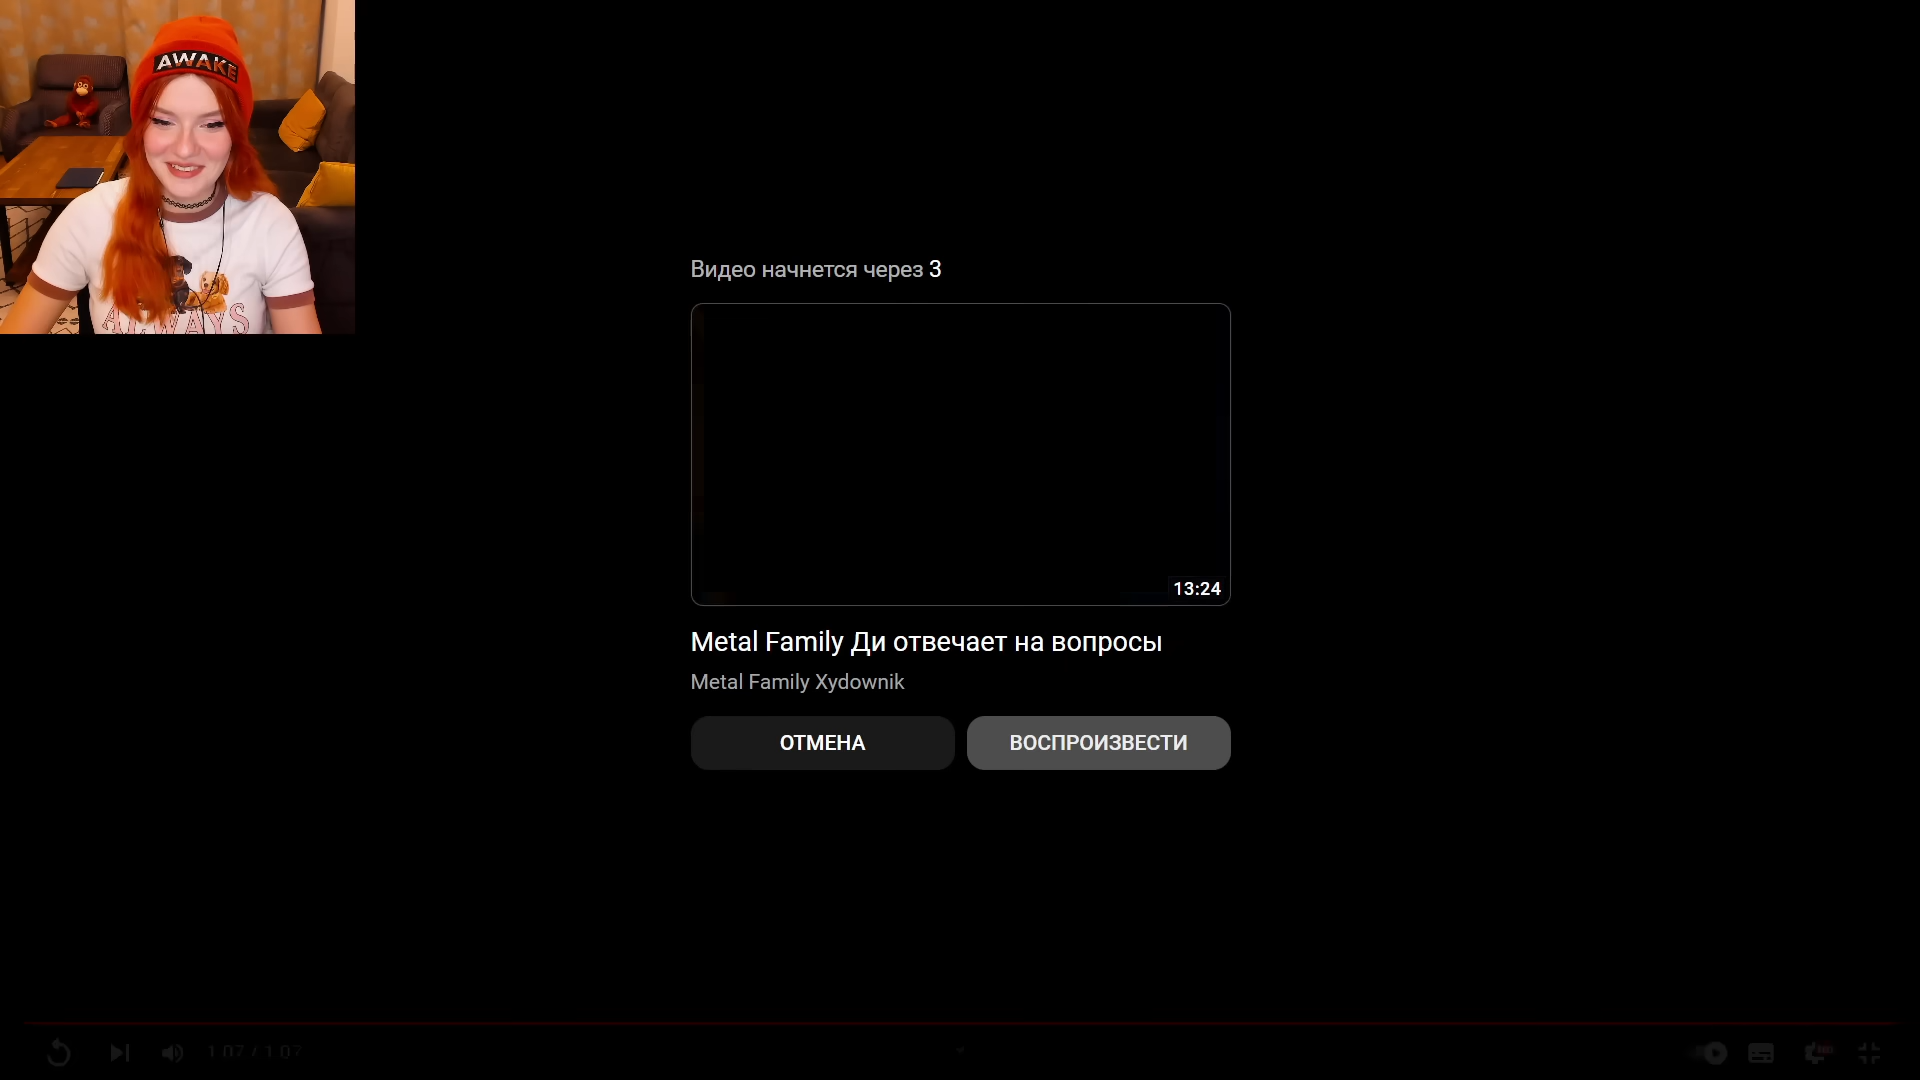 AWAKE
ALWAYS
Видео начнется через 3
13:24
Metal Family Ди отвечает на вопросы
Metal Family Xydownik
ОТМЕНА
ВОСПРОИЗВЕСТИ
1:07 / 1:07